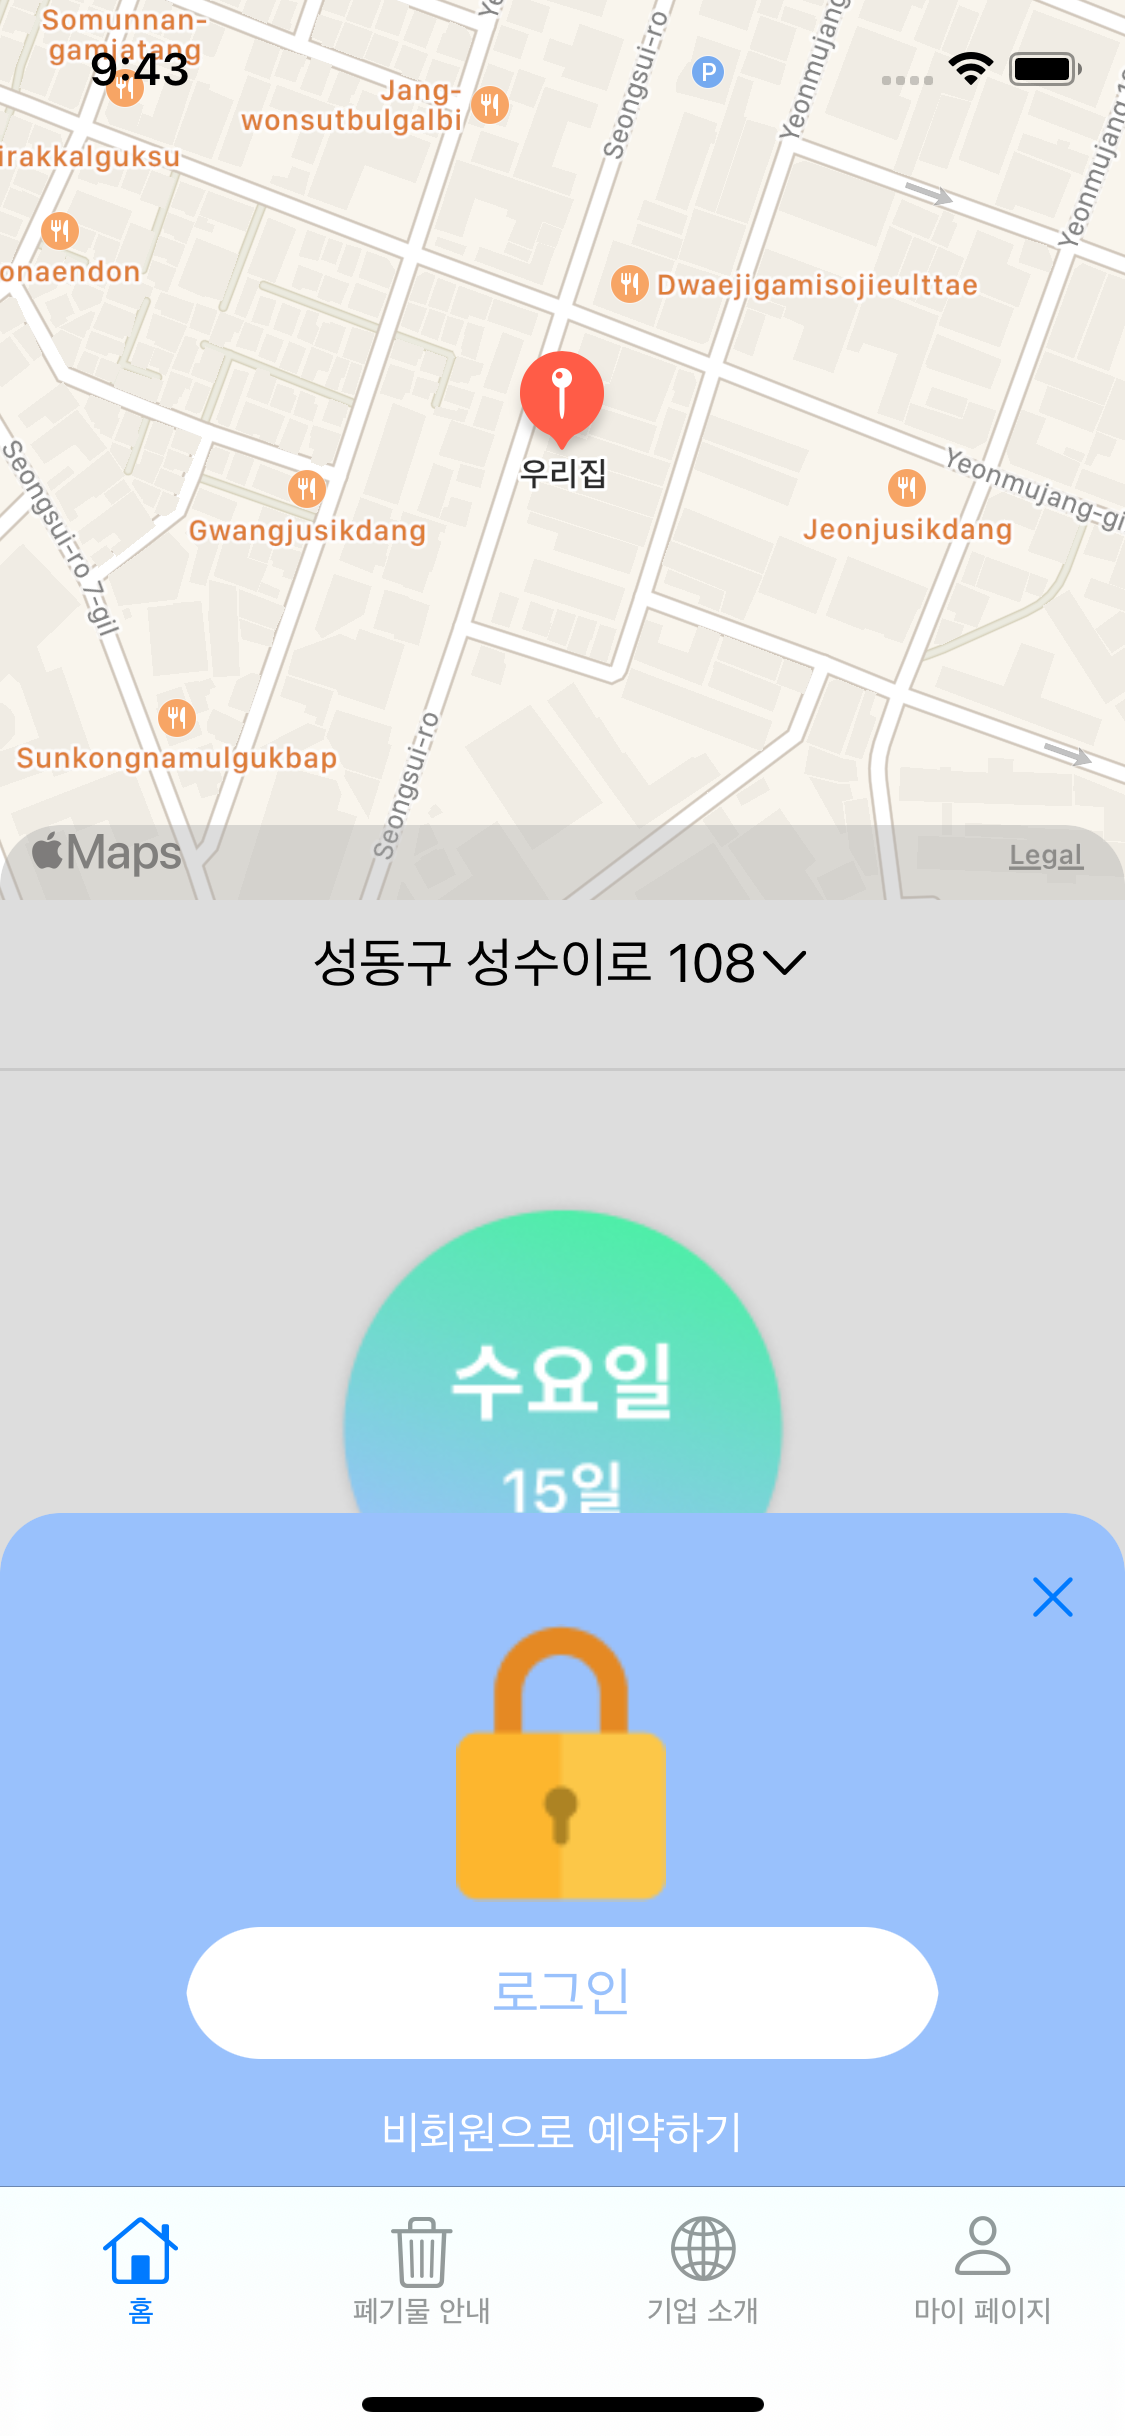 Somunnan-
gamjatang
9:43
P
Jang-
wonsutbulgalbi
Seongsui-ro
Yeonmujang
irakkalguksu
onaendon
Dwaejigamisojieulttae
우리집
Gwangjusikdang
Jeonjusikdang
Yeonmujang-gi
Seongsui-ro 7-gil
Sunkongnamulgukbap
Seongsui-ro
Maps
Legal
성동구 성수이로 108
수요일
15일
로그인
비회원으로 예약하기
홈
폐기물 안내
기업 소개
마이 페이지